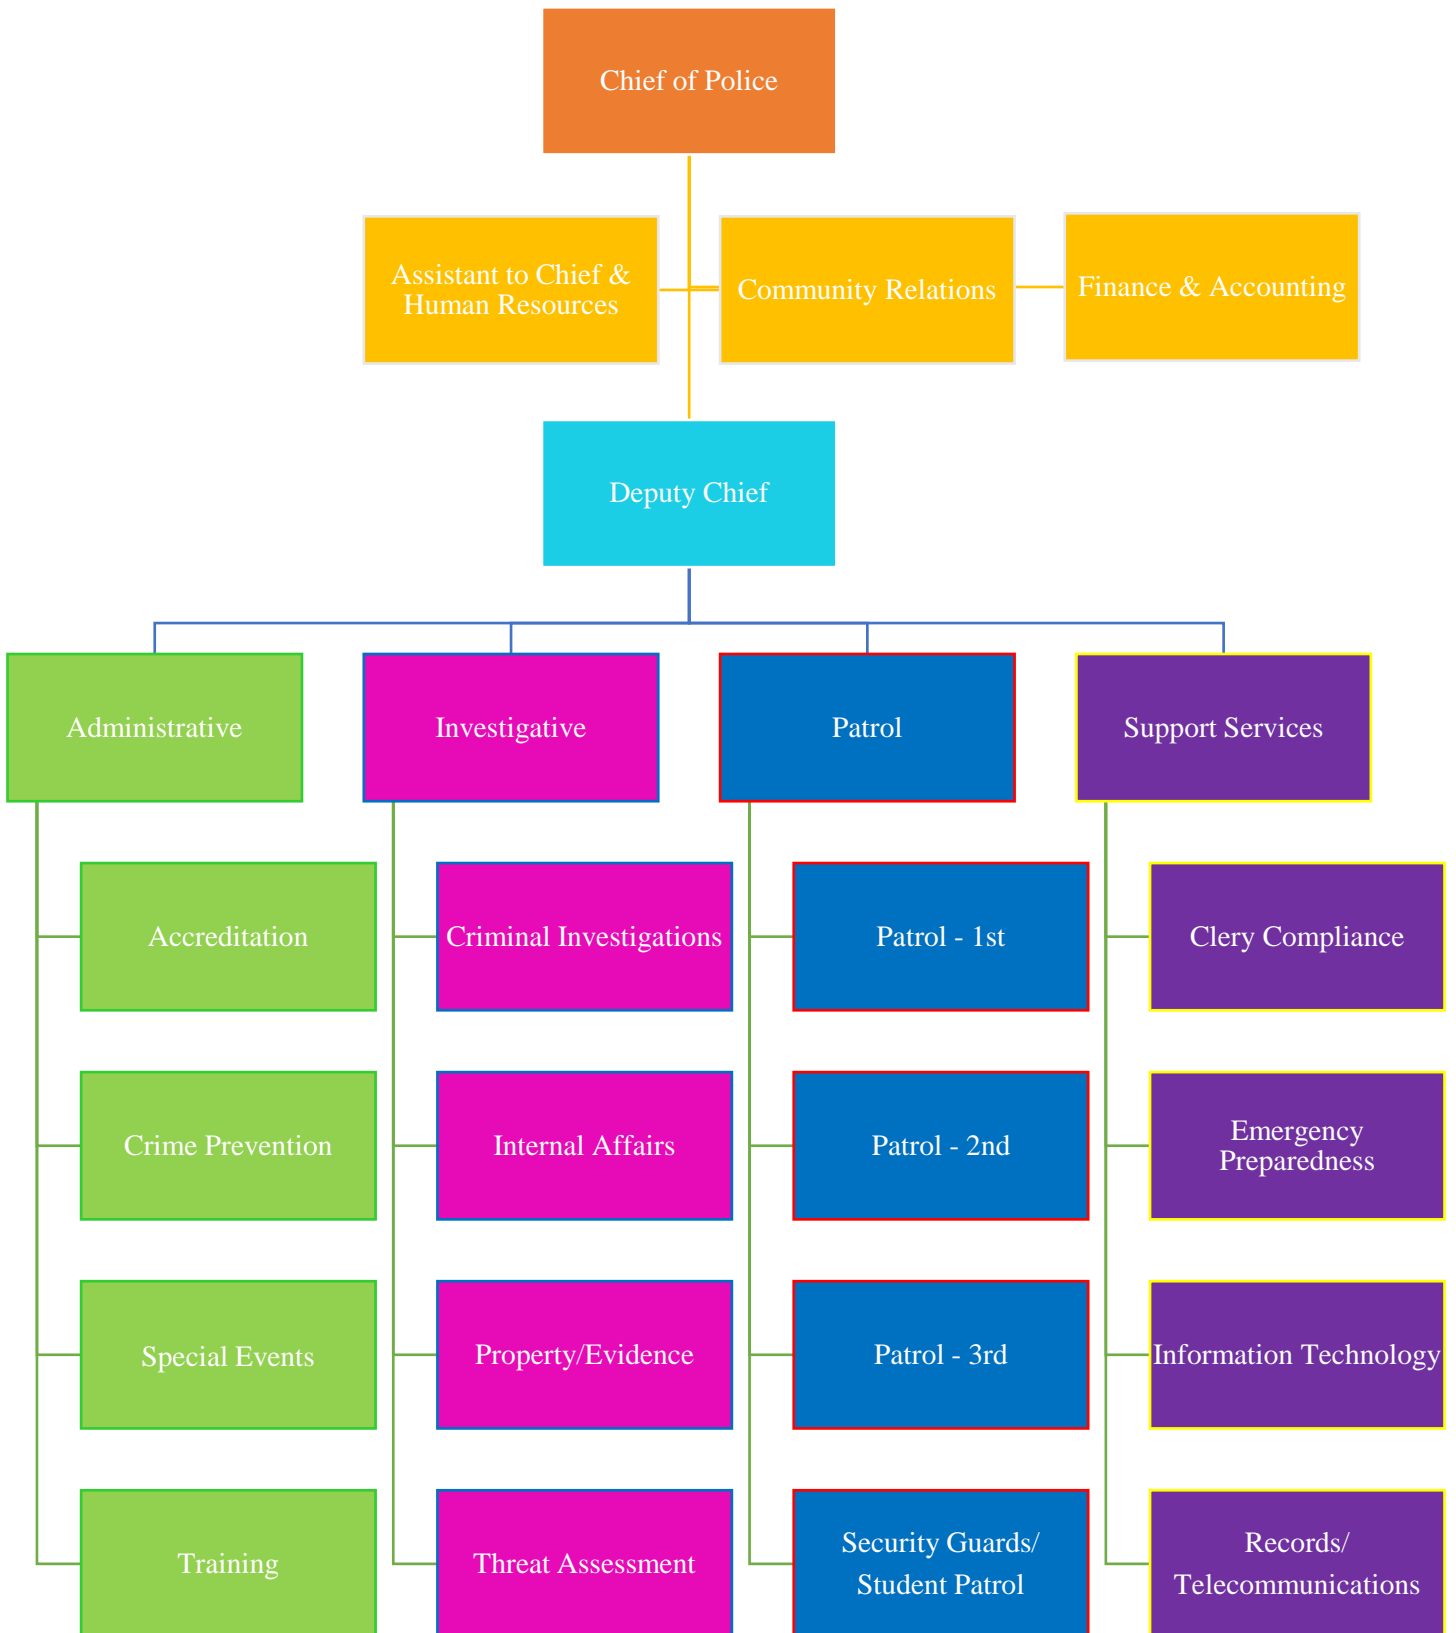 Chief of Police
Assistant to Chief &
Human Resources
Community Relations
Finance & Accounting
Deputy Chief
Administrative
Investigative
Patrol
Support Services
Accreditation
Criminal Investigations
Patrol - 1st
Clery Compliance
Crime Prevention
Internal Affairs
Patrol - 2nd
Emergency
Preparedness
Special Events
Property/Evidence
Patrol - 3rd
Information Technology
Training
Threat Assessment
Security Guards/
Student Patrol
Records/
Telecommunications